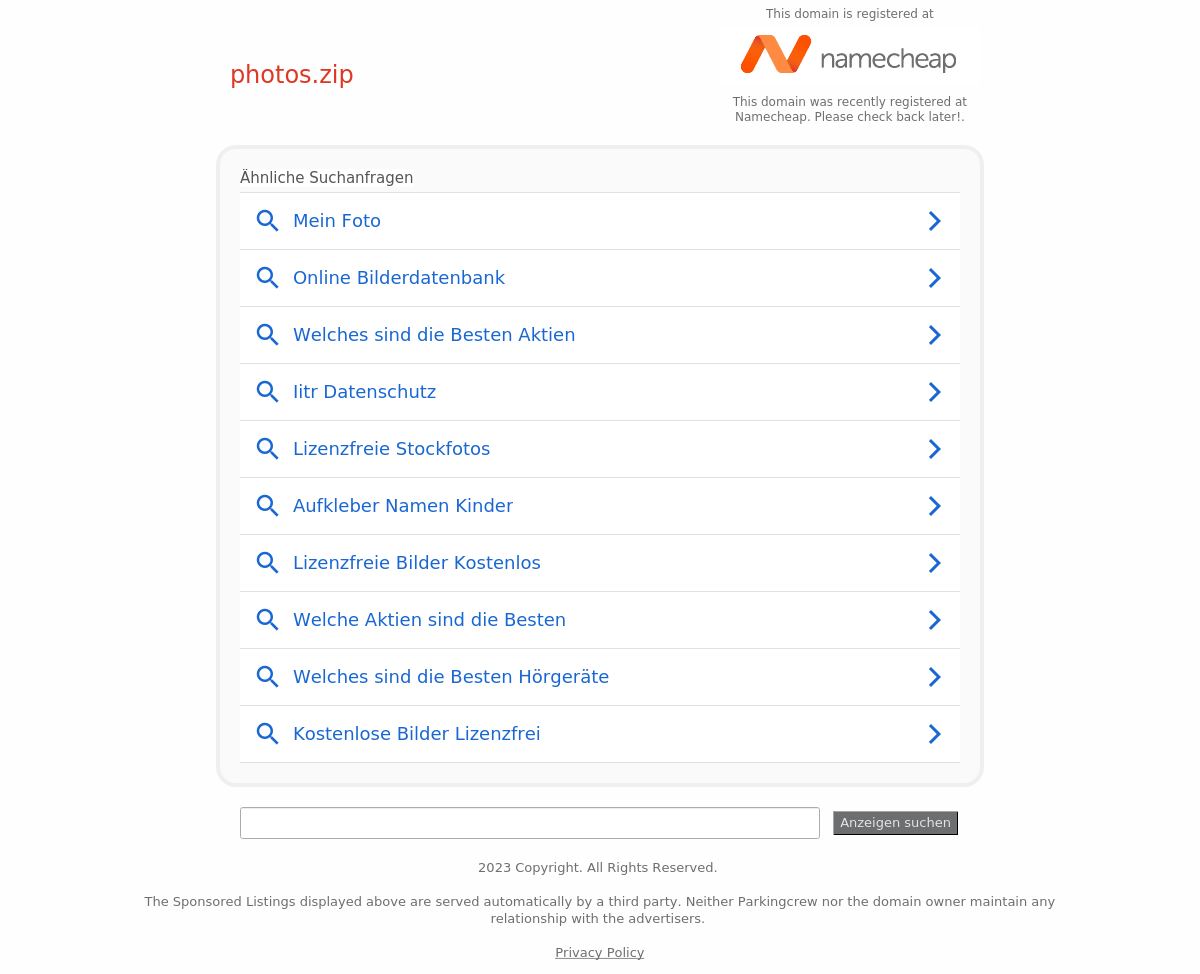 This domain is registered at
photos.zip
namecheap
This domain was recently registered at
Namecheap. Please check back later!.
Ähnliche Suchanfragen
Mein Foto
Online Bilderdatenbank
Welches sind die Besten Aktien
Iitr Datenschutz
Lizenzfreie Stockfotos
Aufkleber Namen Kinder
Lizenzfreie Bilder Kostenlos
Welche Aktien sind die Besten
Welches sind die Besten Hörgeräte
Kostenlose Bilder Lizenzfrei
Anzeigen suchen
2023 Copyright. All Rights Reserved.
The Sponsored Listings displayed above are served automatically by a third party. Neither Parkingcrew nor the domain owner maintain any
relationship with the advertisers.
Privacy Policy